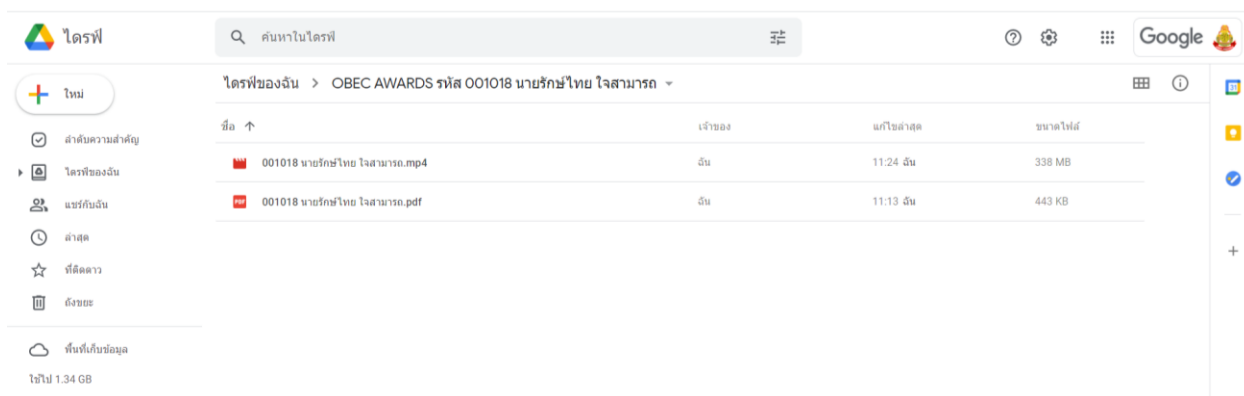 ไดรฟ์
ค้นหาในไดรฟ์
Google
ใหม่
ลำดับความสำคัญ
ไดรฟ์ของฉัน
แชร์กับฉัน
ล่าสุด
ที่ติดดาว
ถังขยะ
พื้นที่เก็บข้อมูล
ใช้ไป 1.34 GB
ไดรฟ์ของฉัน > OBEC AWARDS รหัส 001018 นายรักษ์ไทย ใจสามารถ
ชื่อ ↑ เจ้าของ แก้ไขล่าสุด ขนาดไฟล์
001018 นายรักษ์ไทย ใจสามารถ.mp4 ฉัน 11:24 ฉัน 338 MB
PDF 001018 นายรักษ์ไทย ใจสามารถ.pdf ฉัน 11:13 ฉัน 443 KB
31